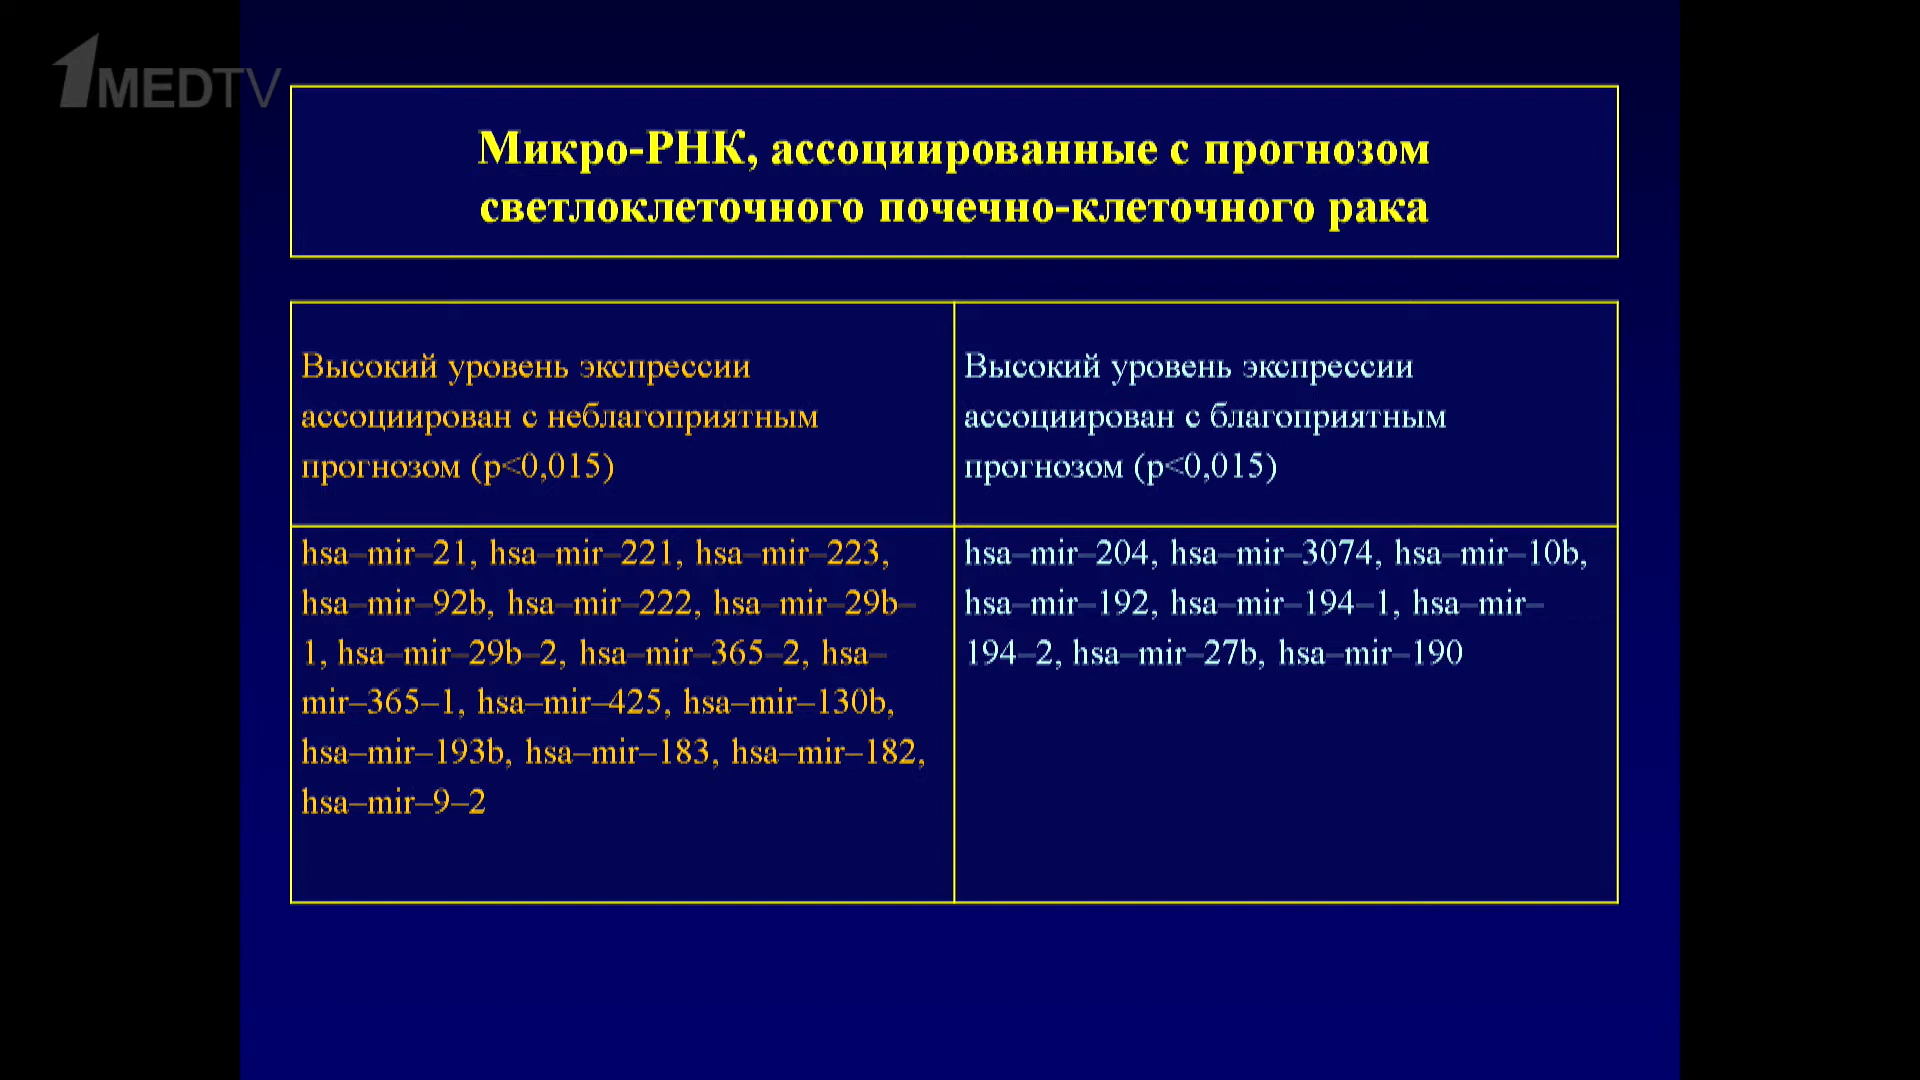 1MEDTV
Микро-РНК, ассоциированные с прогнозом
светлоклеточного почечно-клеточного рака
Высокий уровень экспрессии
ассоциирован с неблагоприятным
прогнозом (p<0,015)
Высокий уровень экспрессии
ассоциирован с благоприятным
прогнозом (p<0,015)
hsa–mir–21, hsa–mir–221, hsa–mir–223,
hsa–mir–92b, hsa–mir–222, hsa–mir–29b–
1, hsa–mir–29b–2, hsa–mir–365–2, hsa–
mir–365–1, hsa–mir–425, hsa–mir–130b,
hsa–mir–193b, hsa–mir–183, hsa–mir–182,
hsa–mir–9–2
hsa–mir–204, hsa–mir–3074, hsa–mir–10b,
hsa–mir–192, hsa–mir–194–1, hsa–mir–
194–2, hsa–mir–27b, hsa–mir–190